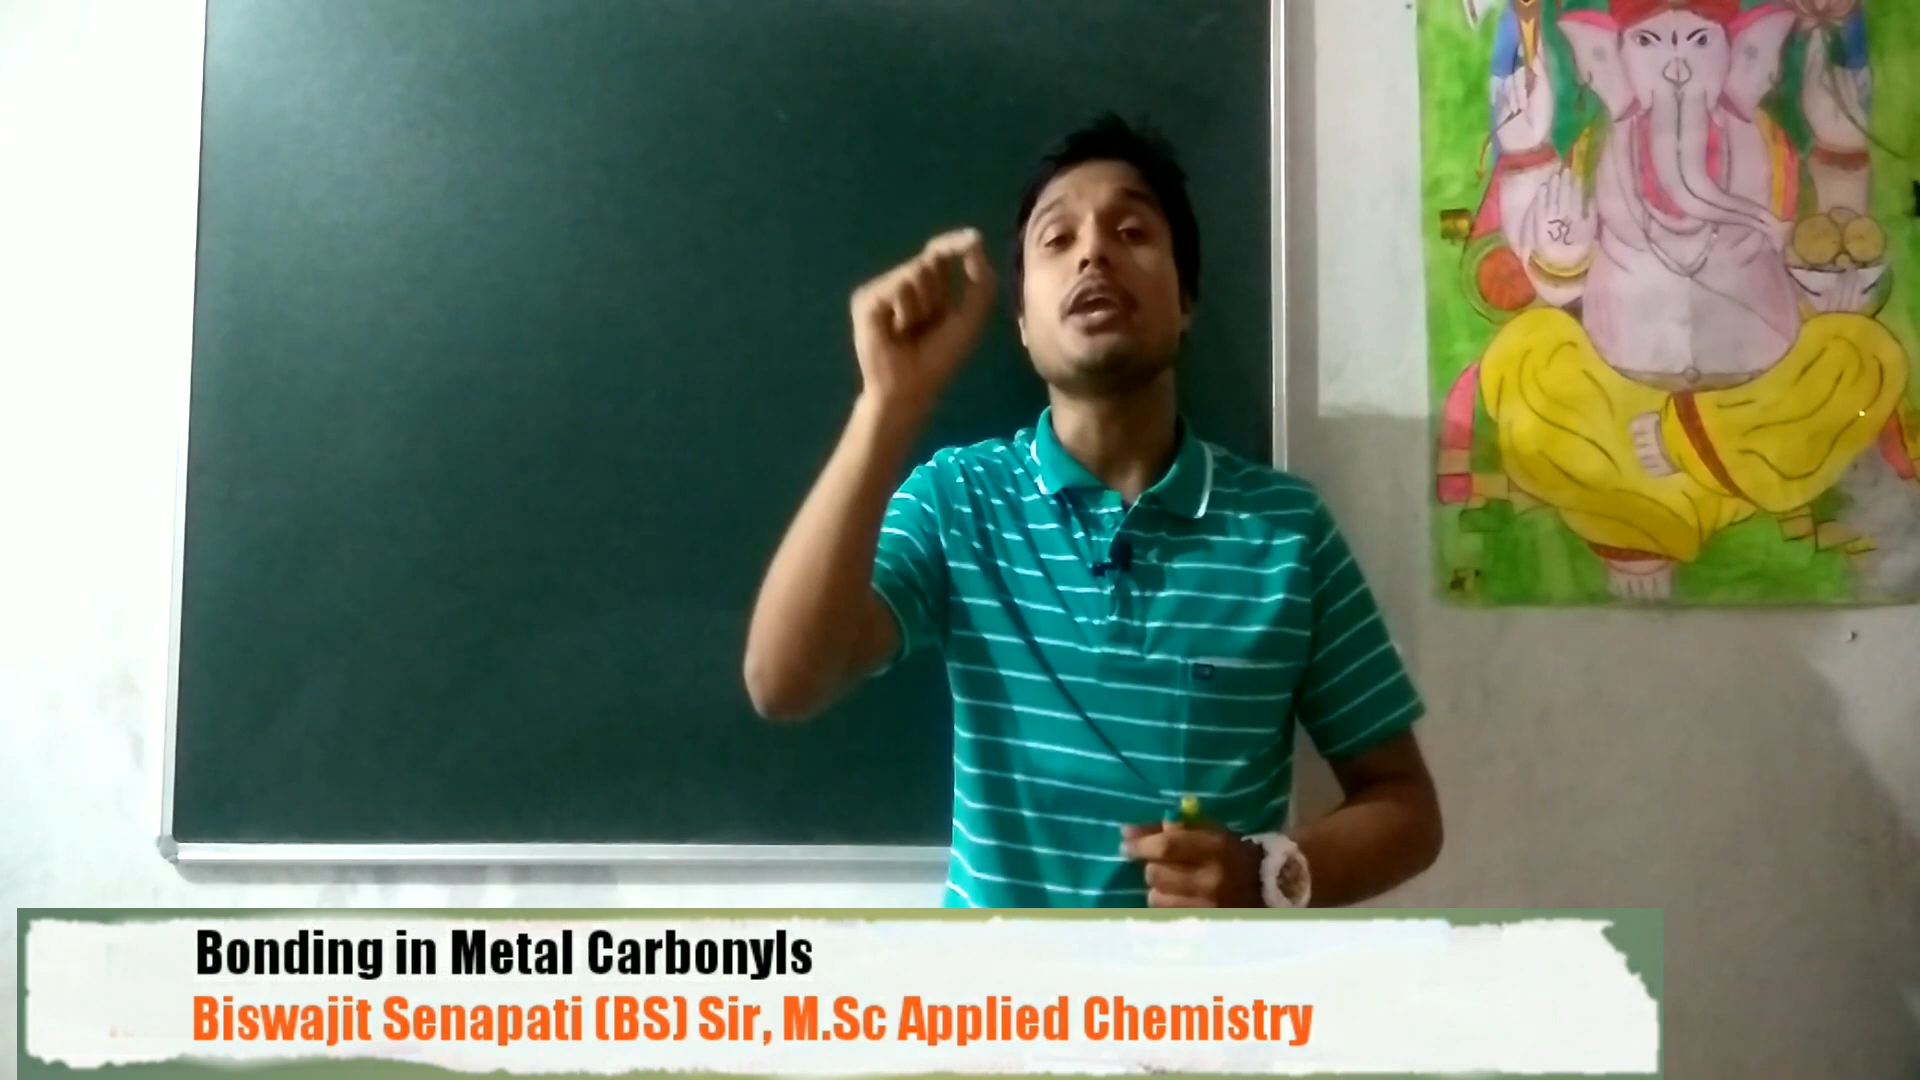 ॐ
Bonding in Metal Carbonyls
Biswajit Senapati (BS) Sir, M.Sc Applied Chemistry